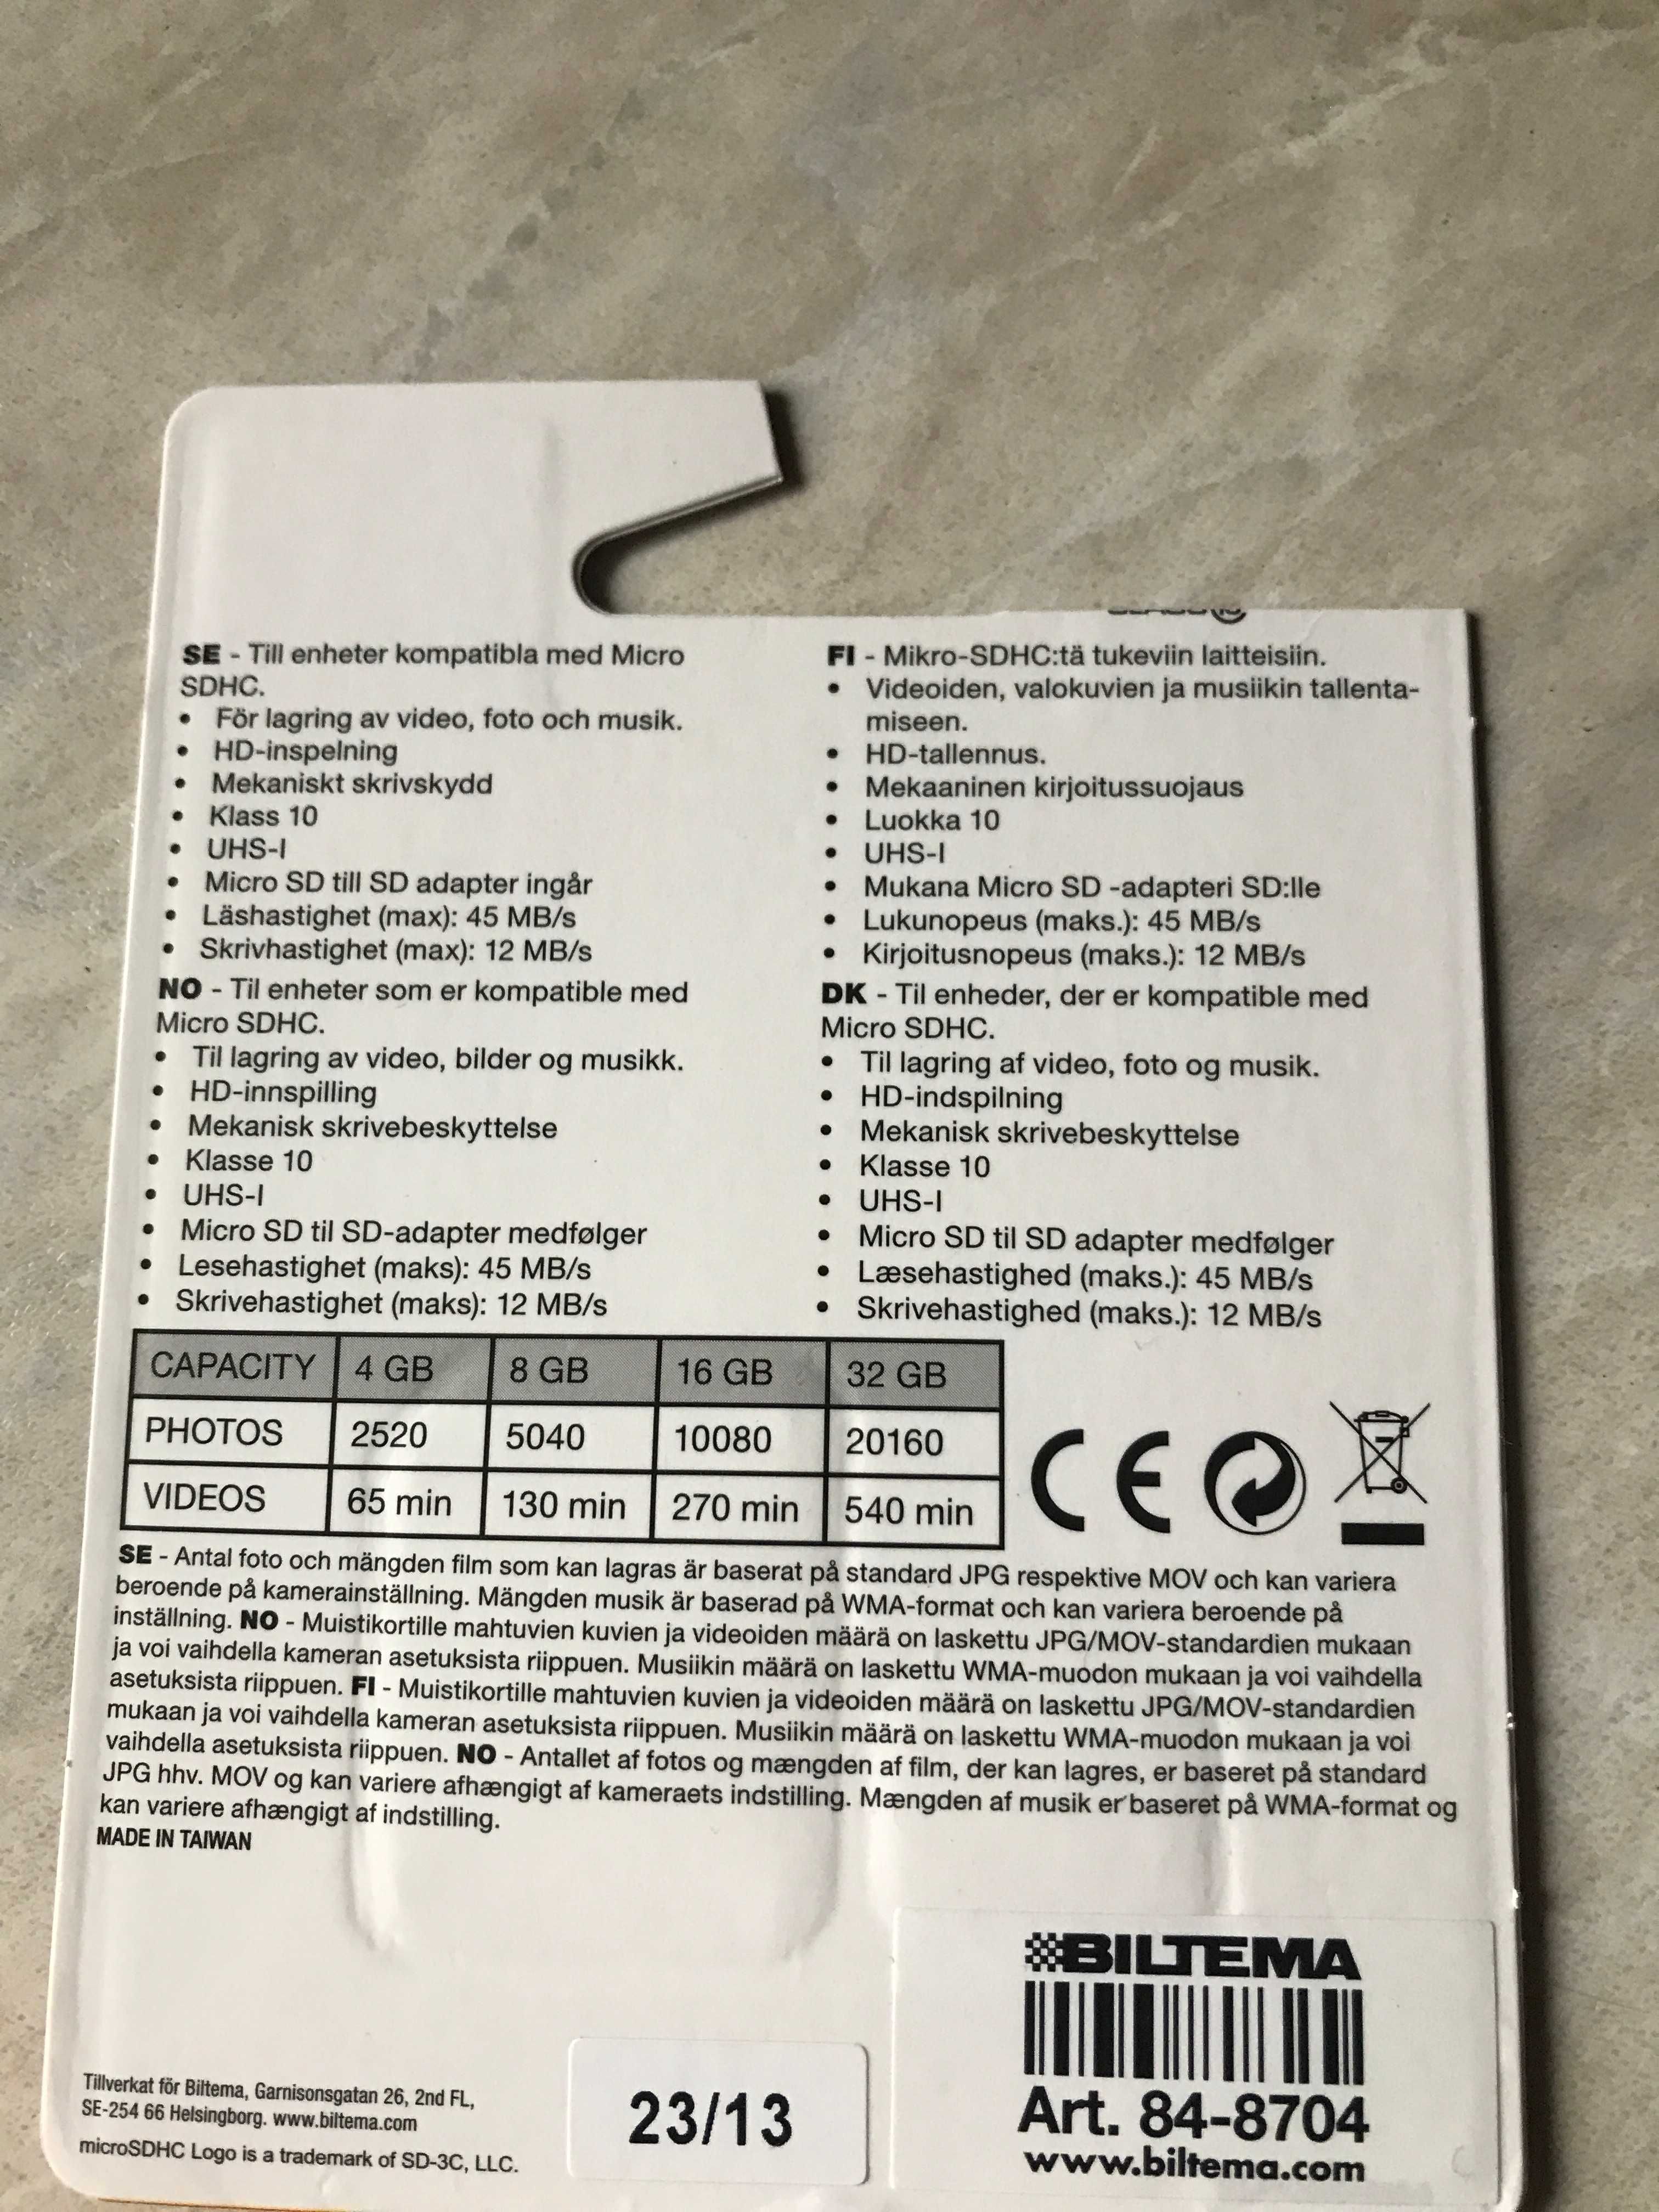 SE - Till enheter kompatibla med Micro
SDHC.
• För lagring av video, foto och musik.
• HD-inspelning
• Mekaniskt skrivskydd
• Klass 10
• UHS-I
• Micro SD till SD adapter ingår
• Läshastighet (max): 45 MB/s
• Skrivhastighet (max): 12 MB/s
NO - Til enheter som er kompatible med
Micro SDHC.
• Til lagring av video, bilder og musikk.
• HD-innspilling
• Mekanisk skrivebeskyttelse
• Klasse 10
• UHS-I
• Micro SD til SD-adapter medfølger
• Lesehastighet (maks): 45 MB/s
• Skrivehastighet (maks): 12 MB/s
FI - Mikro-SDHC:tä tukeviin laitteisiin.
• Videoiden, valokuvien ja musiikin tallenta-
miseen.
• HD-tallennus.
• Mekaaninen kirjoitussuojaus
• Luokka 10
• UHS-I
• Mukana Micro SD -adapteri SD:lle
• Lukunopeus (maks.): 45 MB/s
• Kirjoitusnopeus (maks.): 12 MB/s
DK - Til enheder, der er kompatible med
Micro SDHC.
• Til lagring af video, foto og musik.
• HD-indspilning
• Mekanisk skrivebeskyttelse
• Klasse 10
• UHS-I
• Micro SD til SD adapter medfølger
• Læsehastighed (maks.): 45 MB/s
• Skrivehastighed (maks.): 12 MB/s
CAPACITY 4 GB 8 GB 16 GB 32 GB
PHOTOS 2520 5040 10080 20160
VIDEOS 65 min 130 min 270 min 540 min
CE
SE - Antal foto och mängden film som kan lagras är baserat på standard JPG respektive MOV och kan variera
beroende på kamerainställning. Mängden musik är baserad på WMA-format och kan variera beroende på
inställning. NO - Muistikortille mahtuvien kuvien ja videoiden määrä on laskettu JPG/MOV-standardien mukaan
ja voi vaihdella kameran asetuksista riippuen. Musiikin määrä on laskettu WMA-muodon mukaan ja voi vaihdella
asetuksista riippuen. FI - Muistikortille mahtuvien kuvien ja videoiden määrä on laskettu JPG/MOV-standardien
mukaan ja voi vaihdella kameran asetuksista riippuen. Musiikin määrä on laskettu WMA-muodon mukaan ja voi
vaihdella asetuksista riippuen. NO - Antallet af fotos og mængden af film, der kan lagres, er baseret på standard
JPG hhv. MOV og kan variere afhængigt af kameraets indstilling. Mængden af musik er baseret på WMA-format og
kan variere afhængigt af indstilling.
MADE IN TAIWAN
Tillverkat för Biltema, Garnisonsgatan 26, 2nd FL,
SE-254 66 Helsingborg. www.biltema.com
microSDHC Logo is a trademark of SD-3C, LLC.
23/13
BILTEMA
Art. 84-8704
www.biltema.com